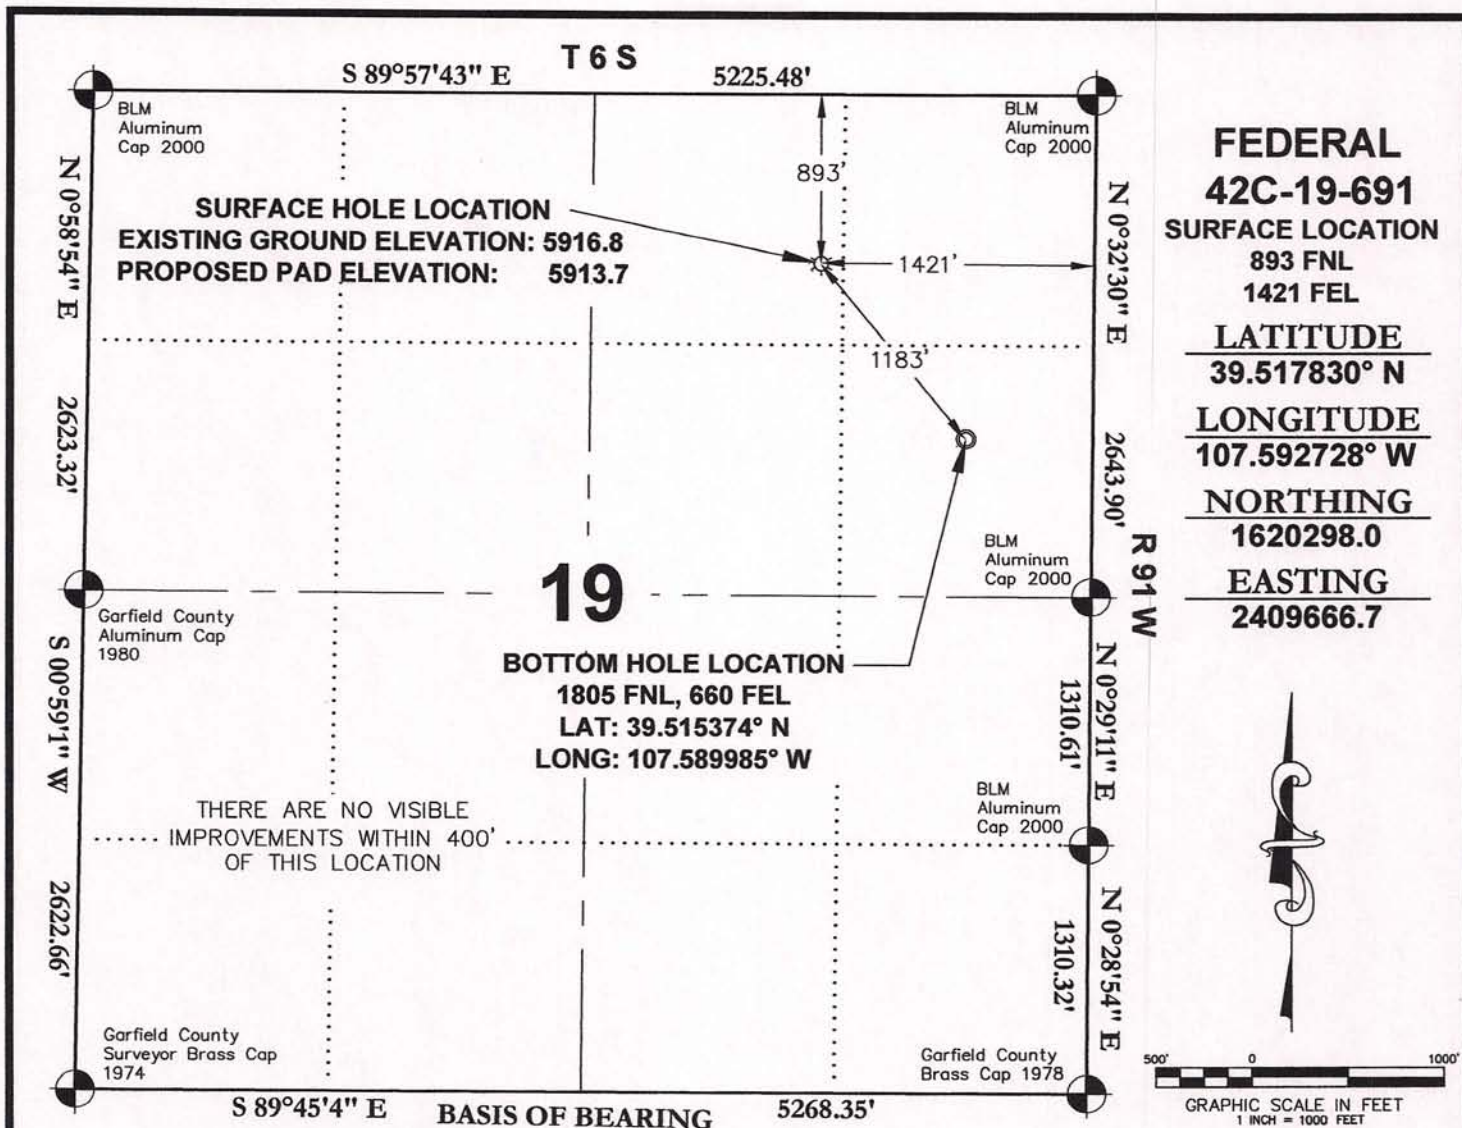 T 6 S
S 89°57'43" E
5225.48'
BLM
Aluminum
Cap 2000
BLM
Aluminum
Cap 2000
893'
N 0°58'54" E
2623.32'
SURFACE HOLE LOCATION
EXISTING GROUND ELEVATION: 5916.8
PROPOSED PAD ELEVATION: 5913.7
1421'
1183'
N 0°32'30" E
2643.90'
R 91 W
BLM
Aluminum
Cap 2000
19
Garfield County
Aluminum Cap
1980
S 00°59'1" W
2622.66'
BOTTOM HOLE LOCATION
1805 FNL, 660 FEL
LAT: 39.515374° N
LONG: 107.589985° W
N 0°29'11" E
1310.61'
BLM
Aluminum
Cap 2000
THERE ARE NO VISIBLE
IMPROVEMENTS WITHIN 400'
OF THIS LOCATION
N 0°28'54" E
1310.32'
Garfield County
Surveyor Brass Cap
1974
Garfield County
Brass Cap 1978
S 89°45'4" E
BASIS OF BEARING
5268.35'
FEDERAL
42C-19-691
SURFACE LOCATION
893 FNL
1421 FEL
LATITUDE
39.517830° N
LONGITUDE
107.592728° W
NORTHING
1620298.0
EASTING
2409666.7
500' 0 1000'
GRAPHIC SCALE IN FEET
1 INCH = 1000 FEET